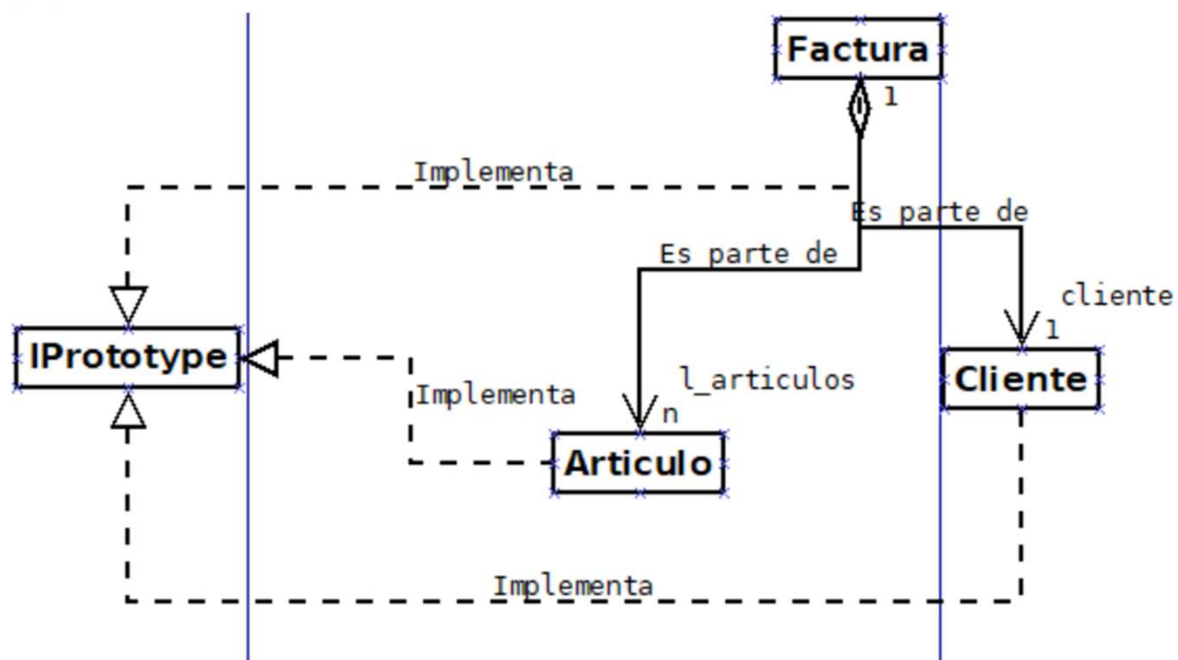 Factura
1
Implementa
Es parte de
Es parte de
cliente
1
IPrototype
Cliente
Implementa
l_articulos
n
Articulo
Implementa